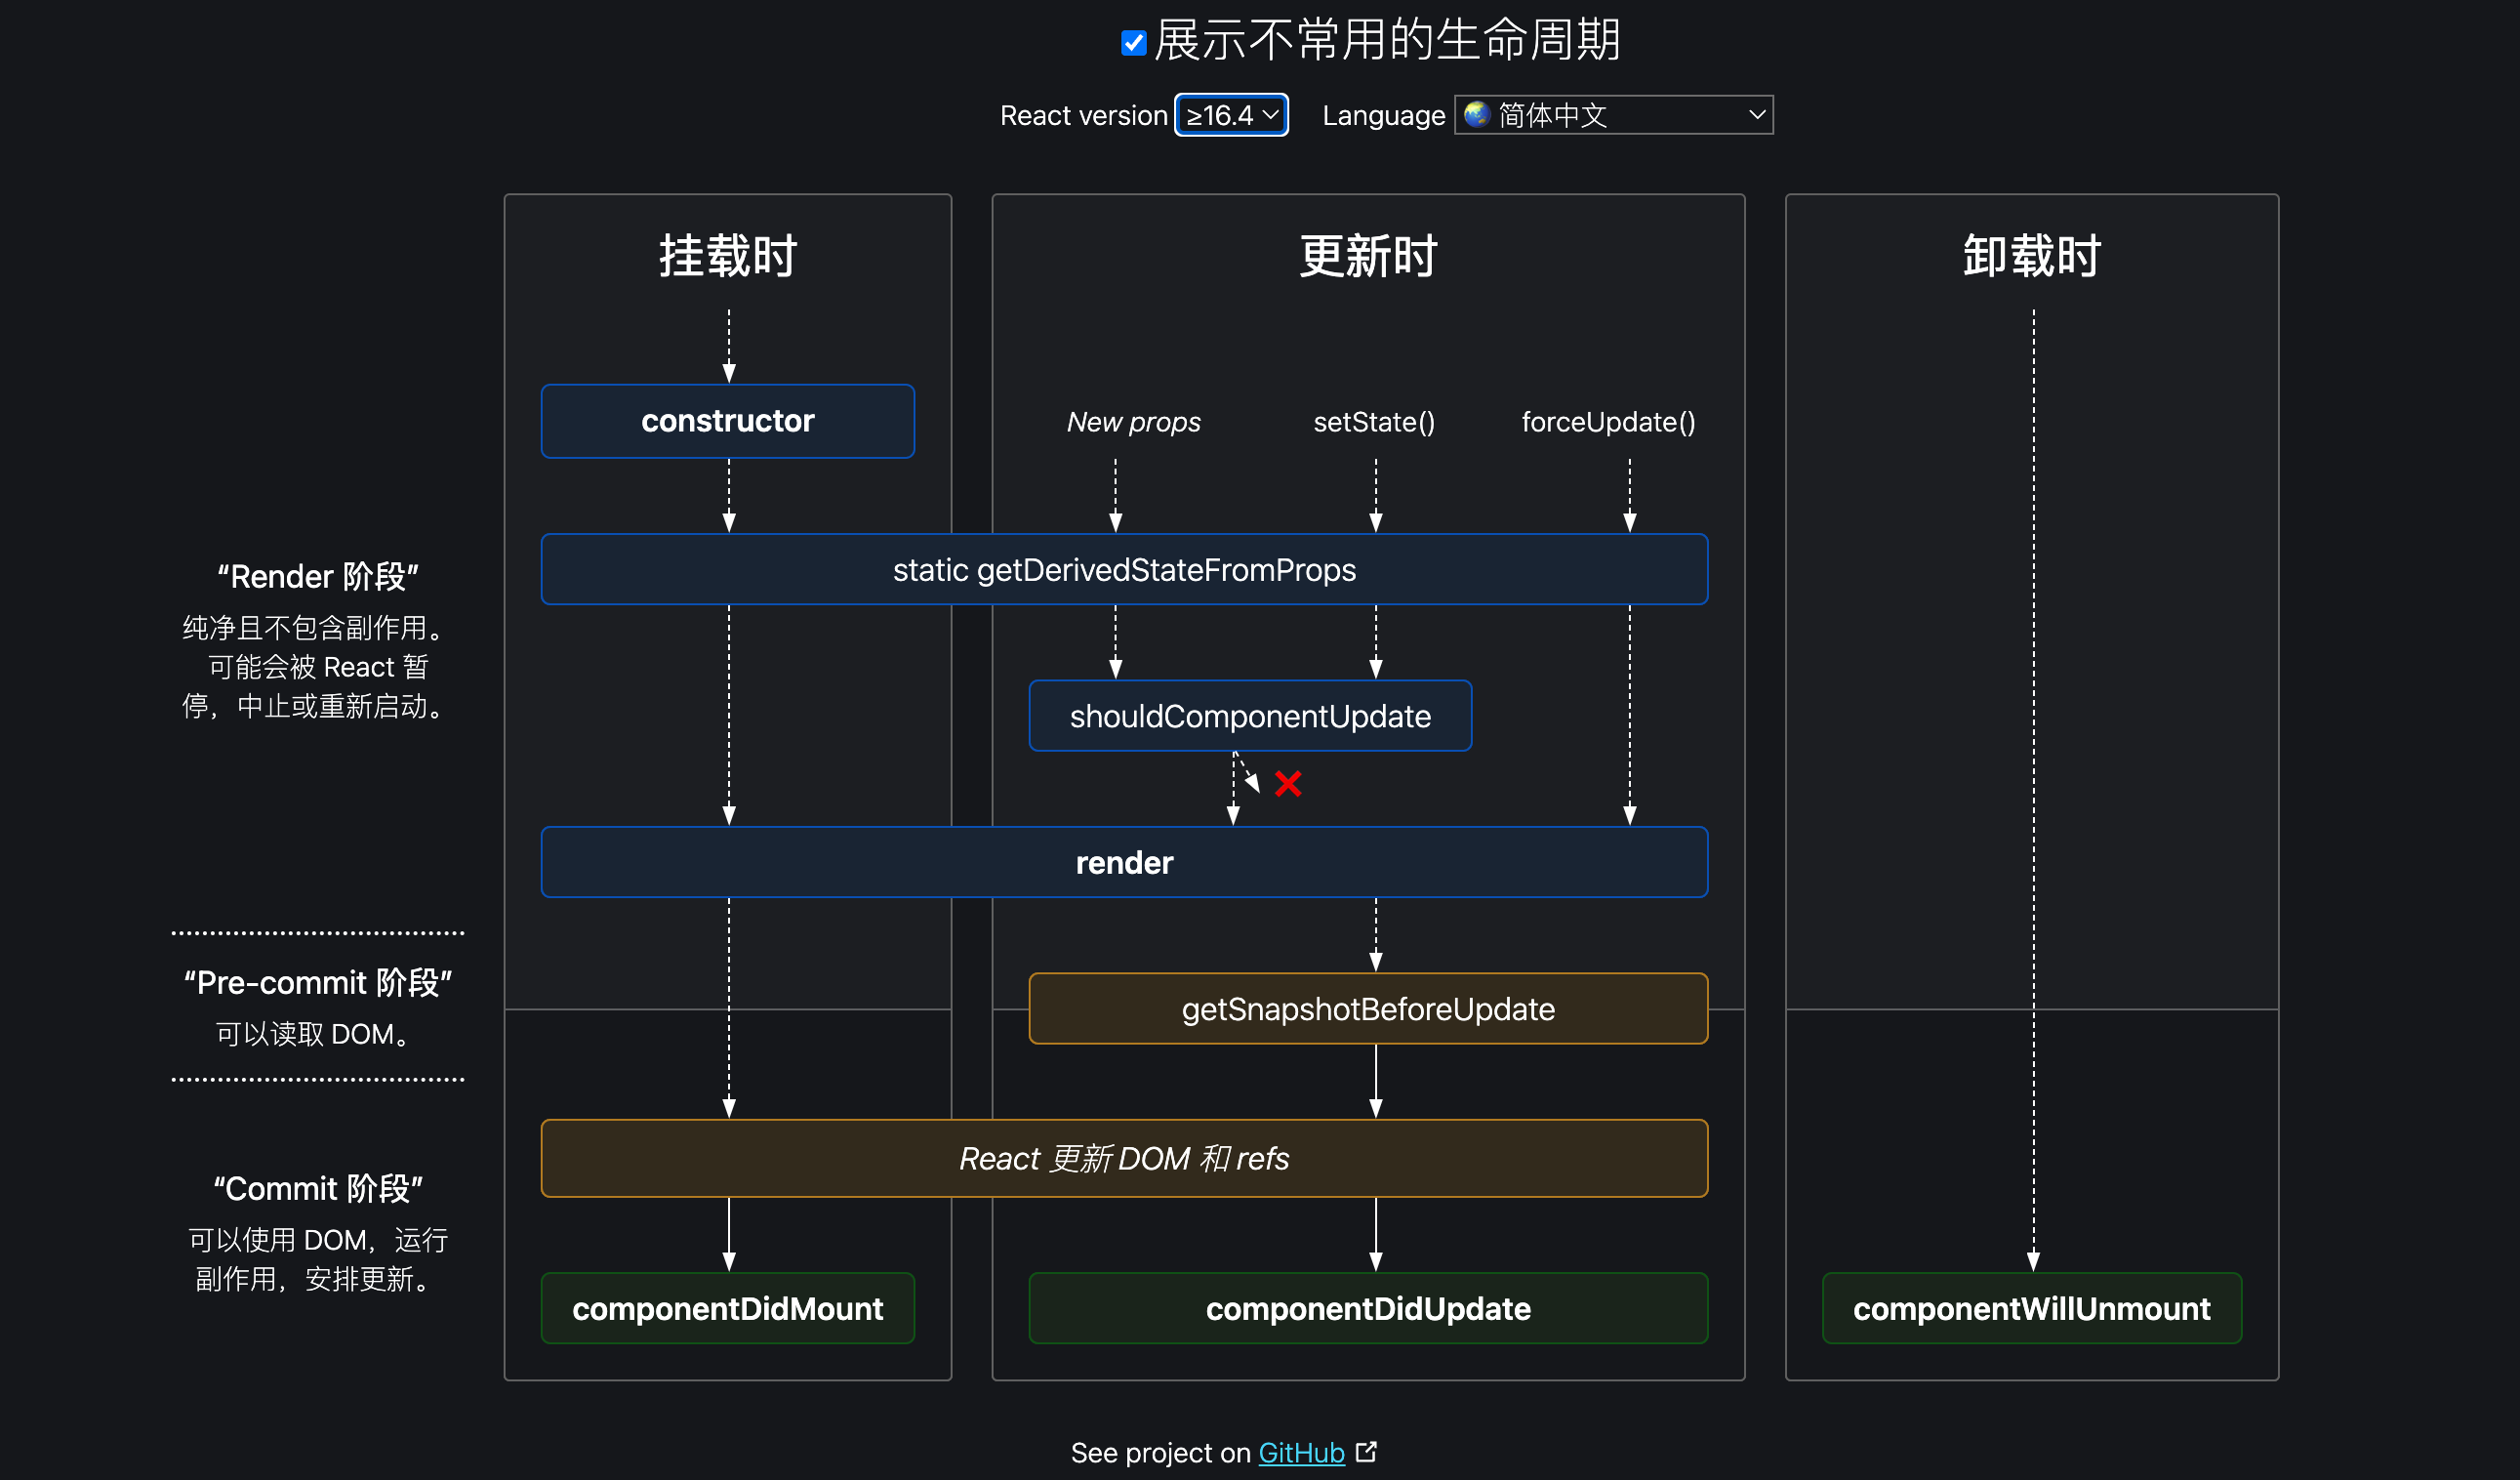 展示不常用的生命周期
React version ≥16.4 Language 简体中文
挂载时
更新时
卸载时
constructor
New props
setState()
forceUpdate()
static getDerivedStateFromProps
“Render 阶段”
纯净且不包含副作用。
可能会被 React 暂
停，中止或重新启动。
shouldComponentUpdate
render
“Pre-commit 阶段”
可以读取 DOM。
getSnapshotBeforeUpdate
React 更新 DOM 和 refs
“Commit 阶段”
可以使用 DOM，运行
副作用，安排更新。
componentDidMount
componentDidUpdate
componentWillUnmount
See project on GitHub